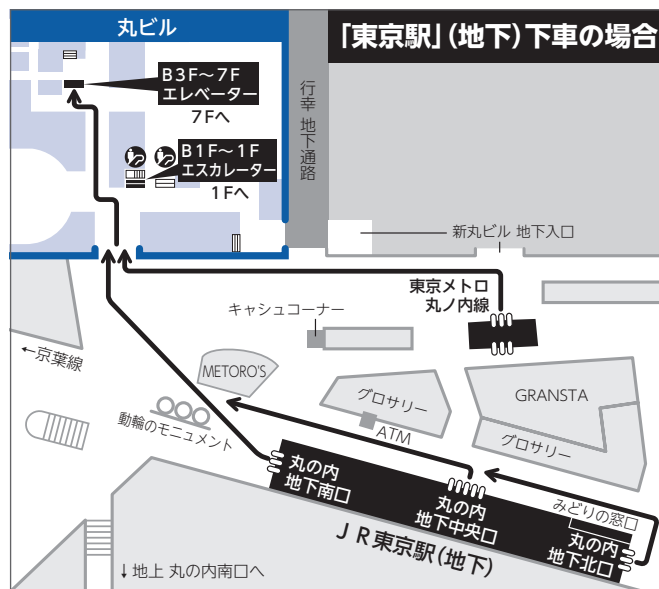 丸ビル
「東京駅」(地下)下車の場合
B3F〜7F
エレベーター
7Fへ
B1F〜1F
エスカレーター
1Fへ
行幸 地下通路
新丸ビル 地下入口
東京メトロ
丸ノ内線
キャシュコーナー
←京葉線
METORO'S
グロサリー
GRANSTA
動輪のモニュメント
ATM
グロサリー
丸の内
地下南口
丸の内
地下中央口
みどりの窓口
丸の内
地下北口
JR東京駅(地下)
↓地上 丸の内南口へ